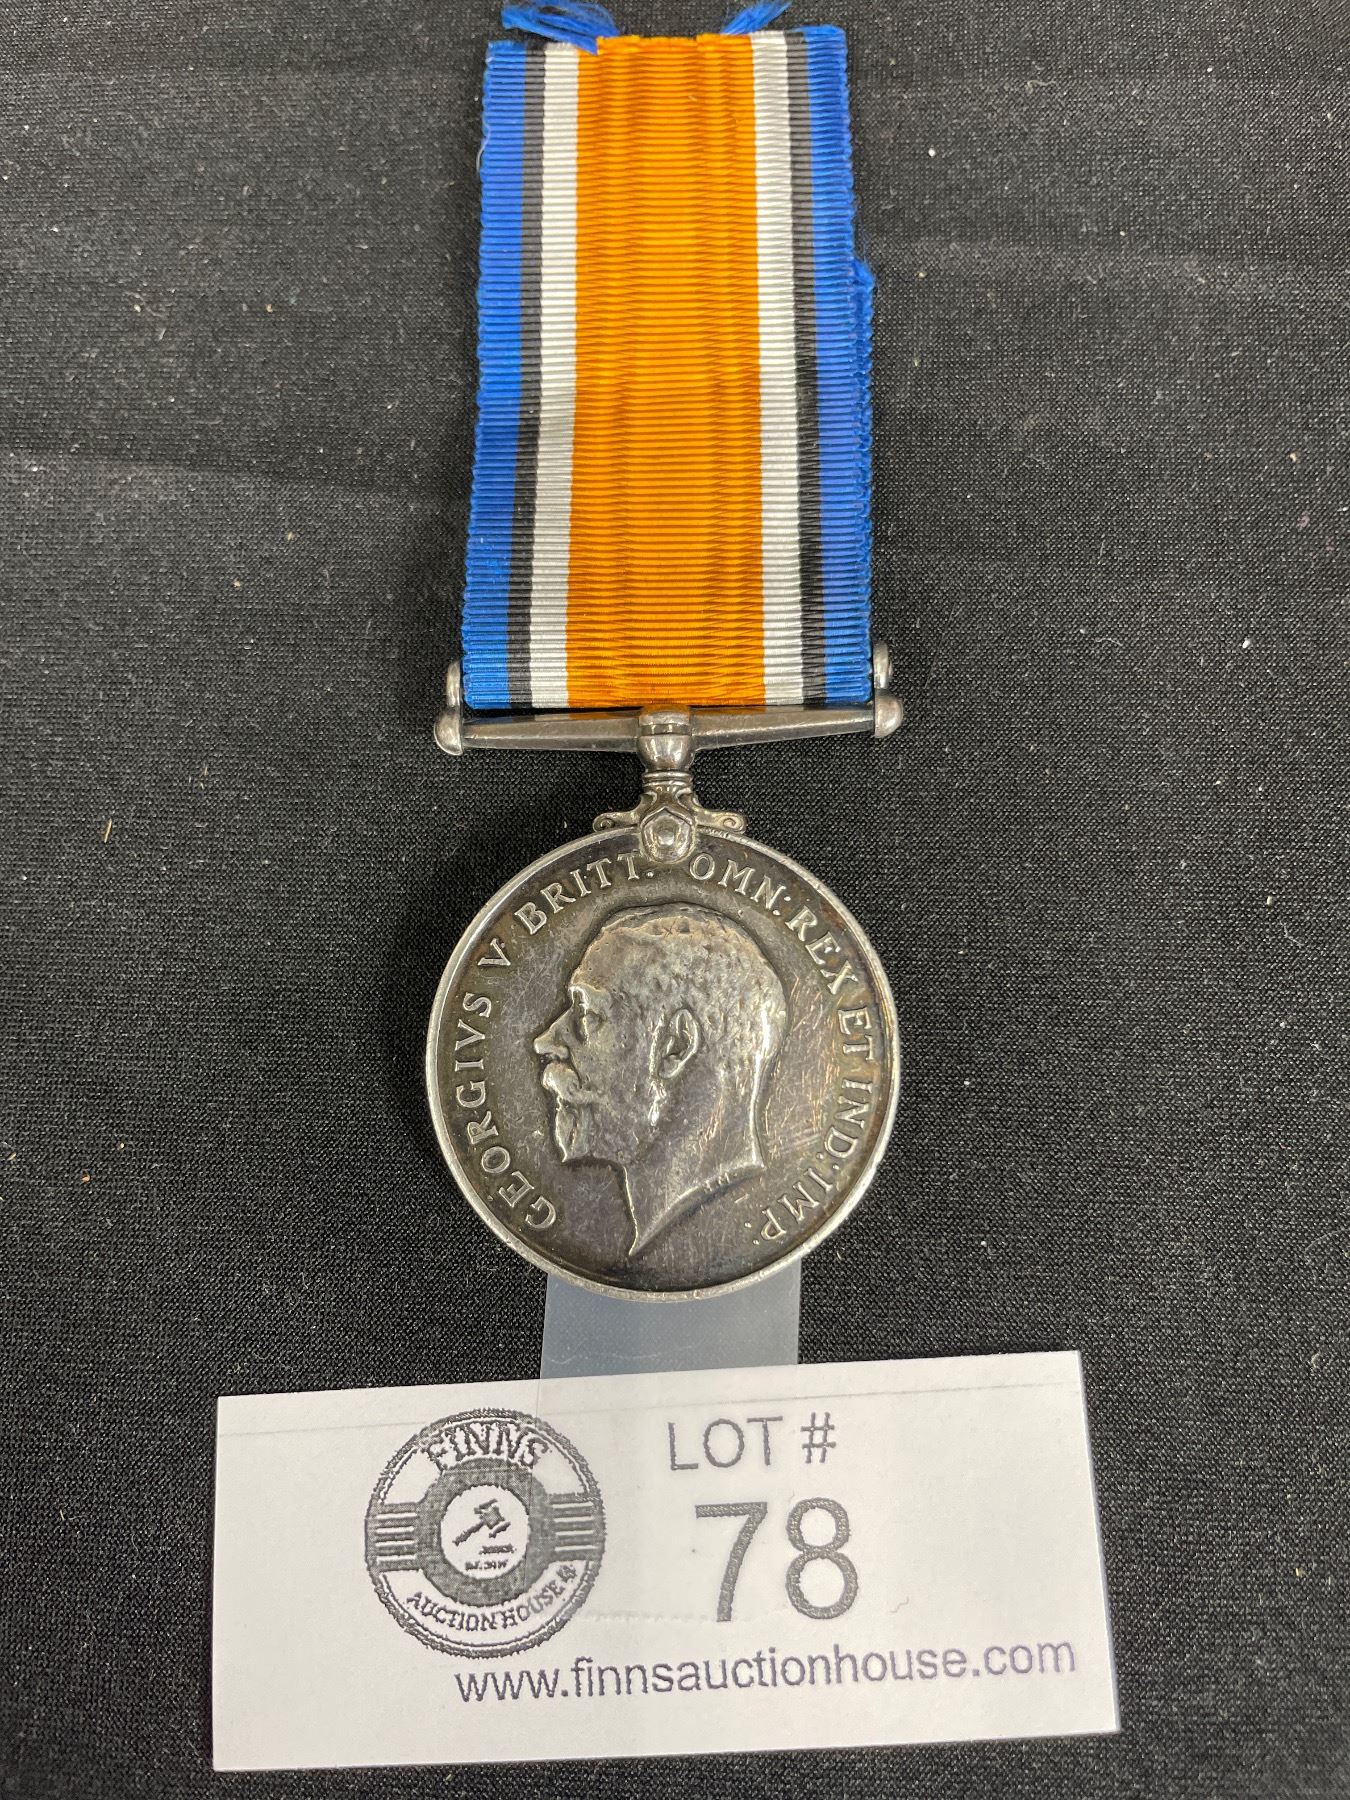 GEORGIVS V BRITT: OMN: REX ET IND: IMP:
FINNS
AUCTION HOUSE
LOT #
78
www.finnsauctionhouse.com